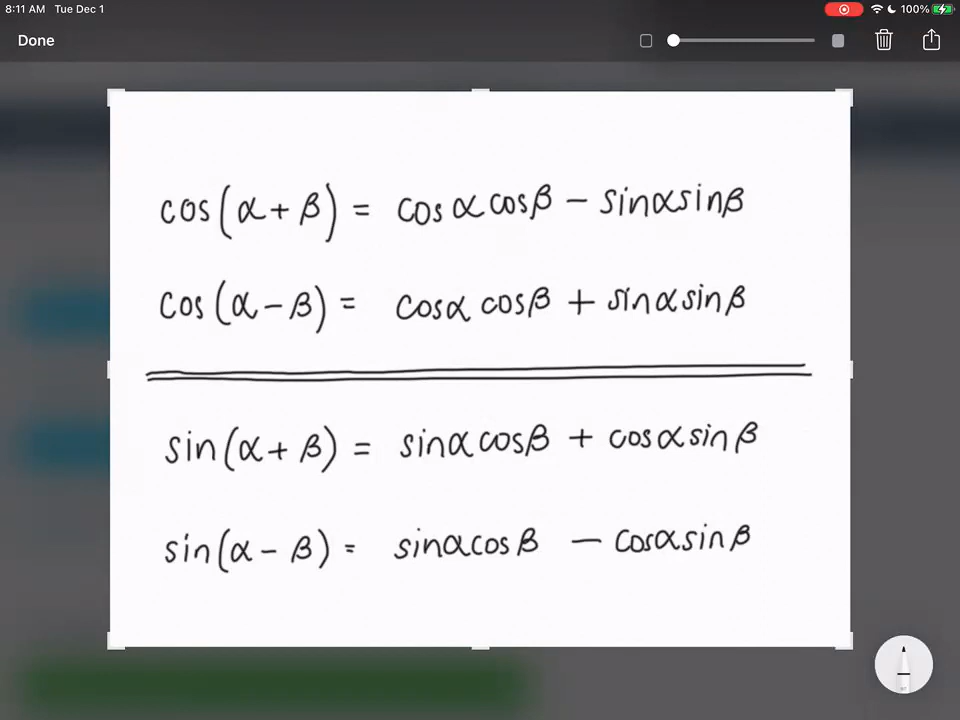 8:11 AM Tue Dec 1 100%
Done
cos(α+β) = cosα cosβ − sinα sinβ
cos(α−β) = cosα cosβ + sinα sinβ
sin(α+β) = sinα cosβ + cosα sinβ
sin(α−β) = sinα cosβ − cosα sinβ